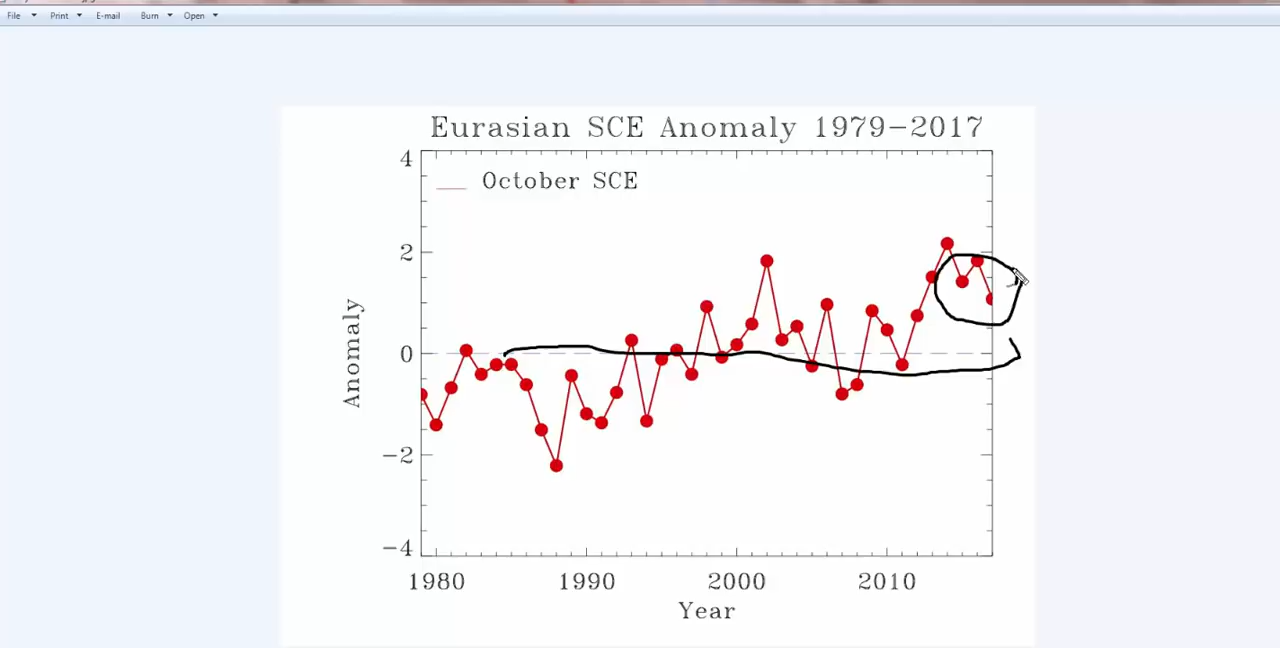 File Print E-mail Burn Open
Eurasian SCE Anomaly 1979-2017
October SCE
4
2
0
-2
-4
Anomaly
1980 1990 2000 2010
Year